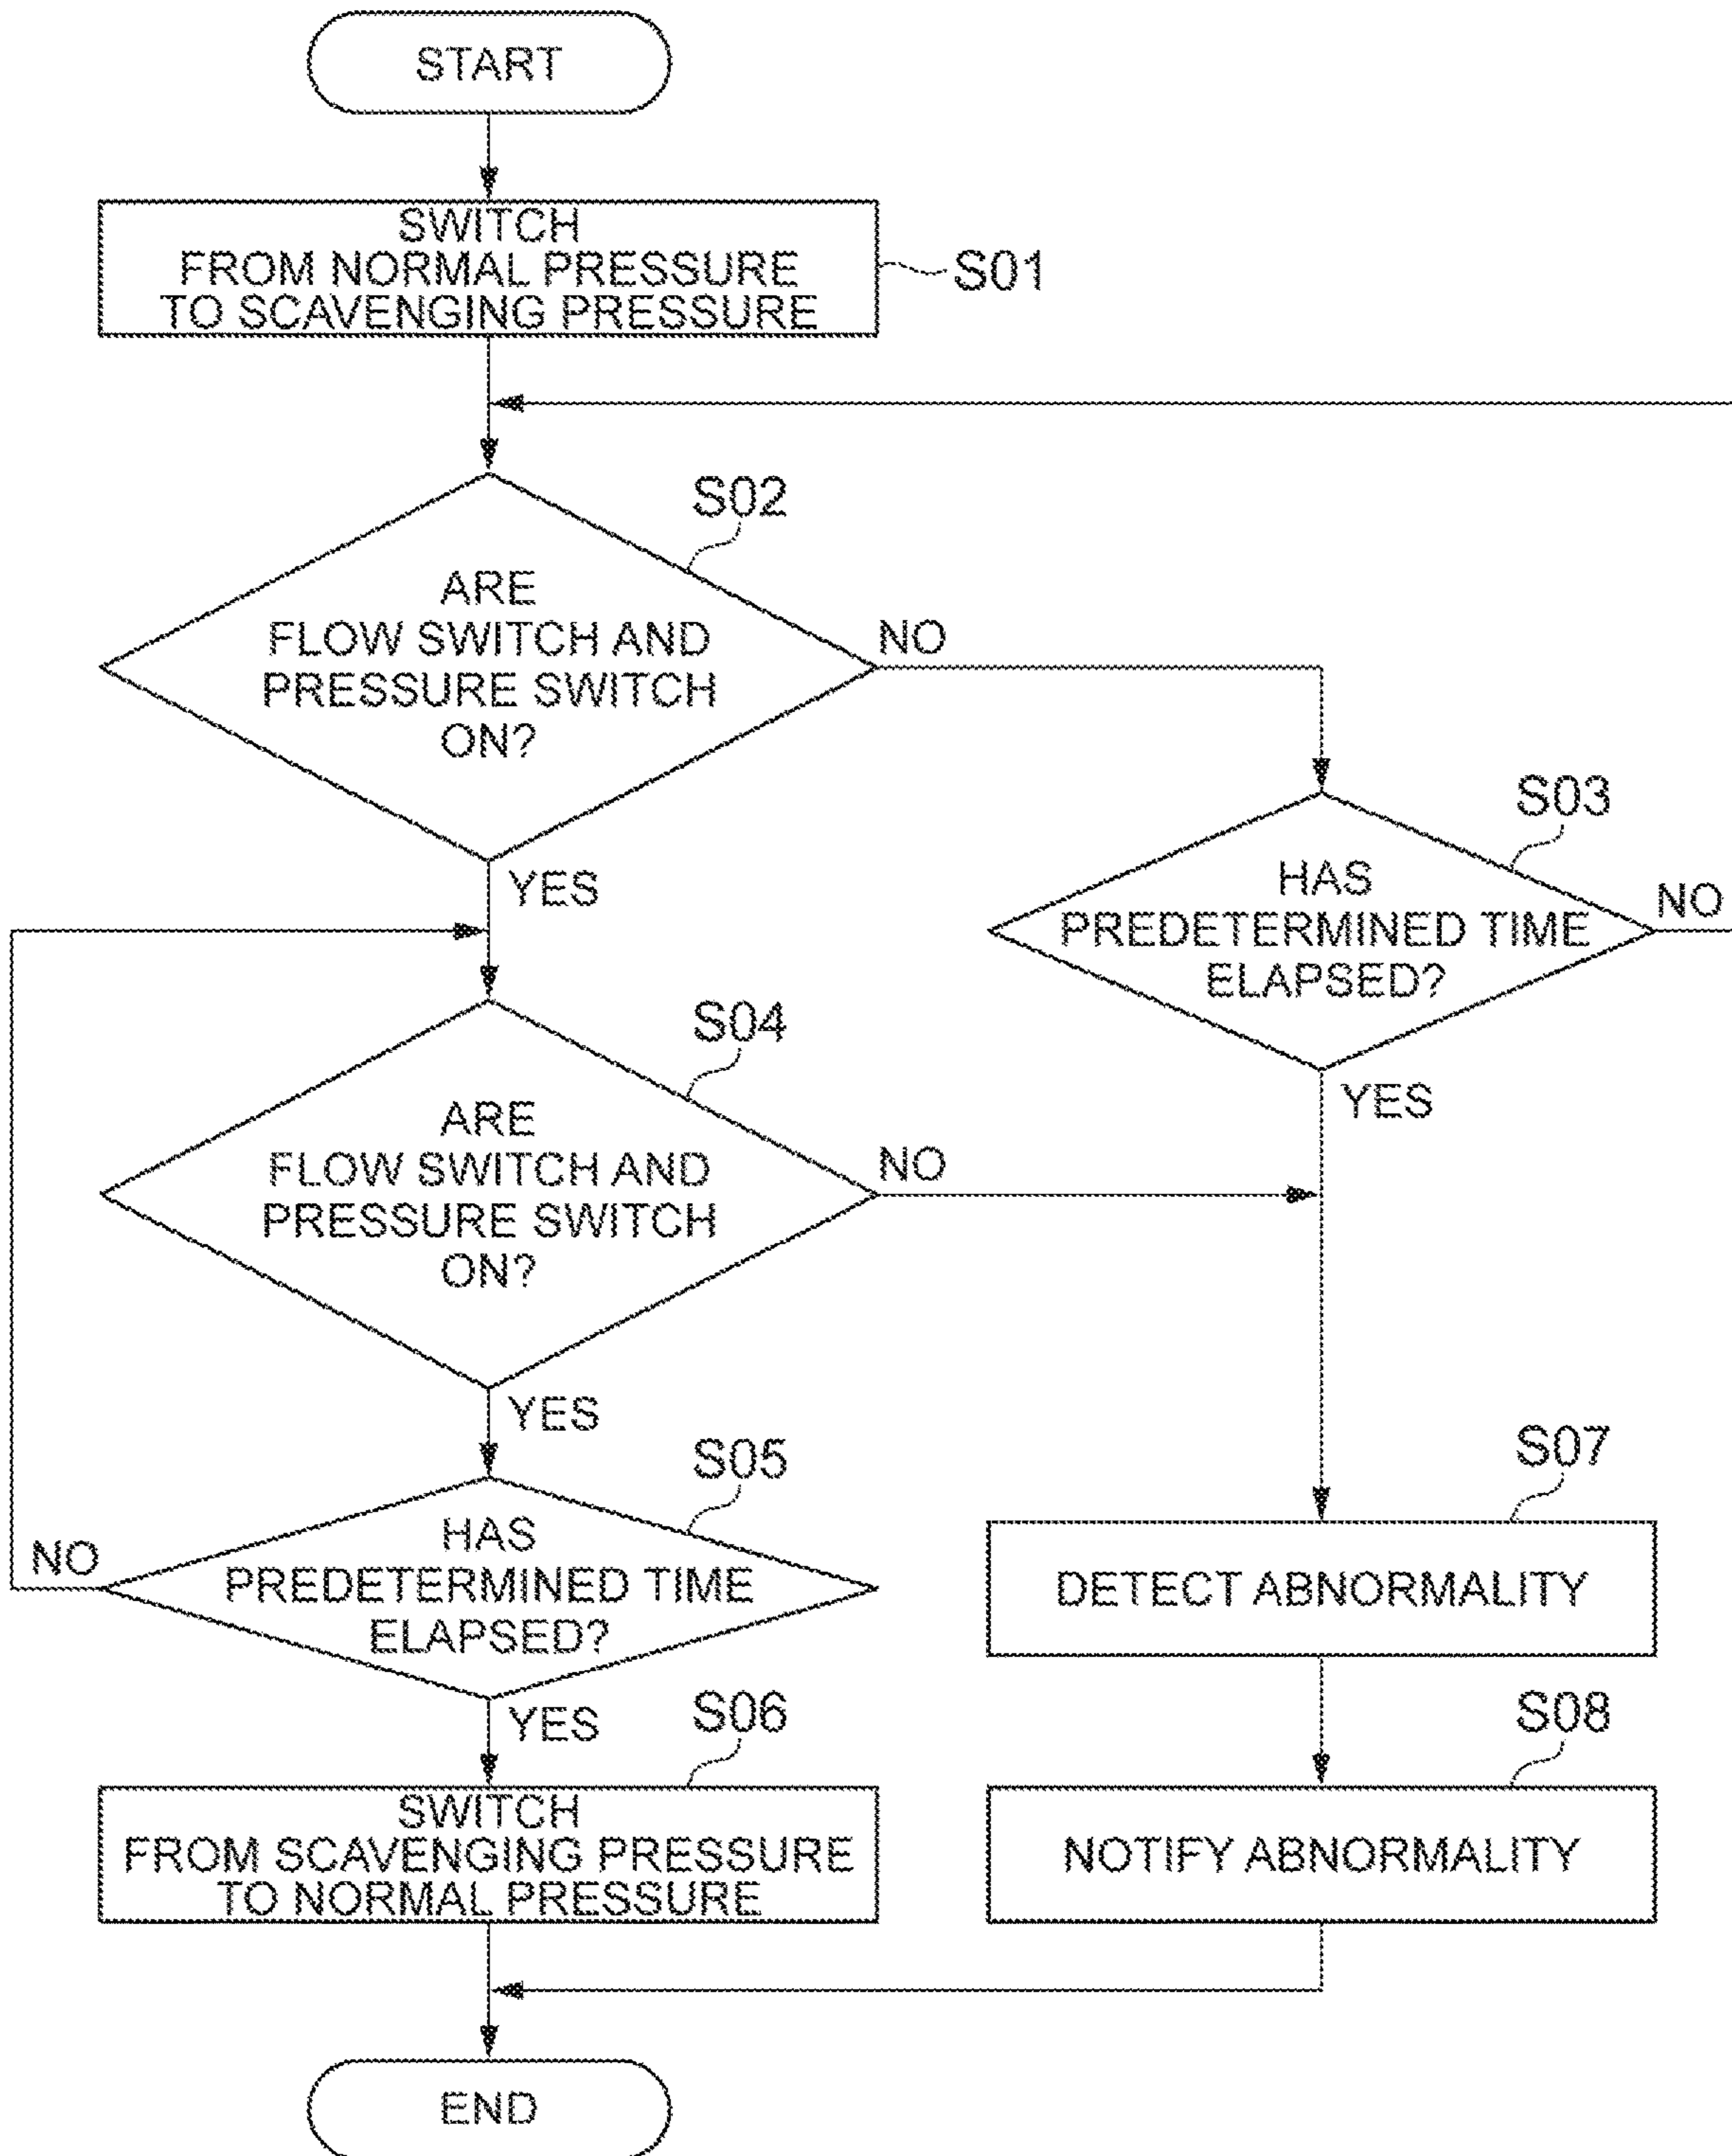 START
SWITCH
FROM NORMAL PRESSURE
TO SCAVENGING PRESSURE
S01
S02
ARE
FLOW SWITCH AND
PRESSURE SWITCH
ON?
NO
YES
S03
HAS
PREDETERMINED TIME
ELAPSED?
NO
YES
S04
ARE
FLOW SWITCH AND
PRESSURE SWITCH
ON?
NO
YES
S05
HAS
PREDETERMINED TIME
ELAPSED?
NO
YES
S06
SWITCH
FROM SCAVENGING PRESSURE
TO NORMAL PRESSURE
S07
DETECT ABNORMALITY
S08
NOTIFY ABNORMALITY
END